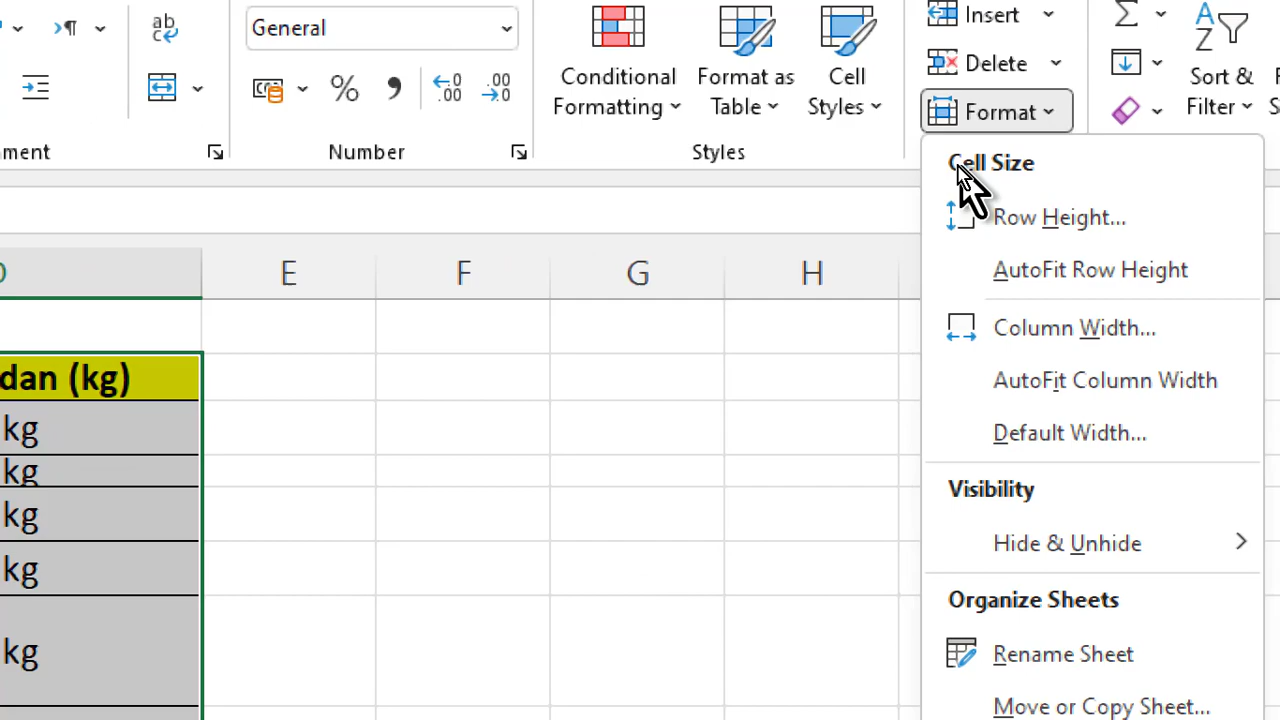 General
Insert
Delete
Format
Conditional
Formatting
Format as
Table
Cell
Styles
Sort &
Filter
Number
Styles
Cell Size
Row Height...
AutoFit Row Height
Column Width...
AutoFit Column Width
Default Width...
Visibility
Hide & Unhide
Organize Sheets
Rename Sheet
Move or Copy Sheet...
E F G H
dan (kg)
kg
kg
kg
kg
kg